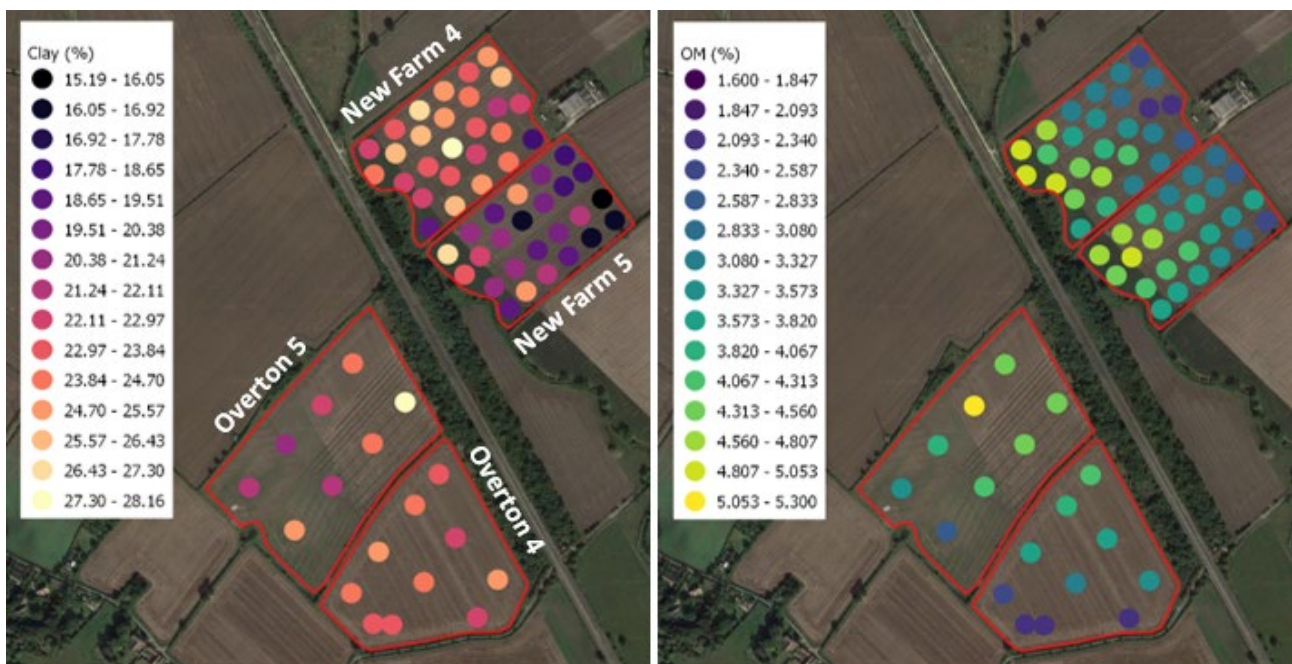 Clay (%)
15.19 - 16.05
16.05 - 16.92
16.92 - 17.78
17.78 - 18.65
18.65 - 19.51
19.51 - 20.38
20.38 - 21.24
21.24 - 22.11
22.11 - 22.97
22.97 - 23.84
23.84 - 24.70
24.70 - 25.57
25.57 - 26.43
26.43 - 27.30
27.30 - 28.16
New Farm 4
New Farm 5
Overton 5
Overton 4
OM (%)
1.600 - 1.847
1.847 - 2.093
2.093 - 2.340
2.340 - 2.587
2.587 - 2.833
2.833 - 3.080
3.080 - 3.327
3.327 - 3.573
3.573 - 3.820
3.820 - 4.067
4.067 - 4.313
4.313 - 4.560
4.560 - 4.807
4.807 - 5.053
5.053 - 5.300